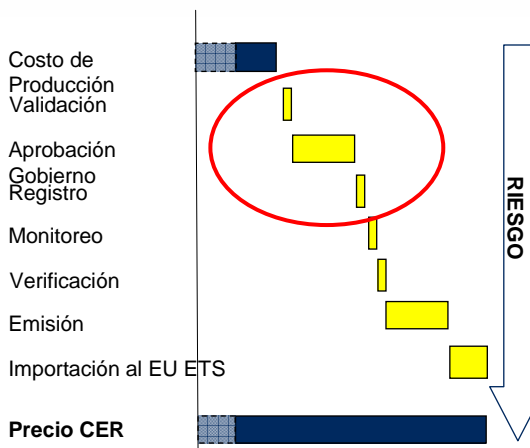 Costo de
Producción
Validación
Aprobación
Gobierno
Registro
Monitoreo
Verificación
Emisión
Importación al EU ETS
Precio CER
RIESGO